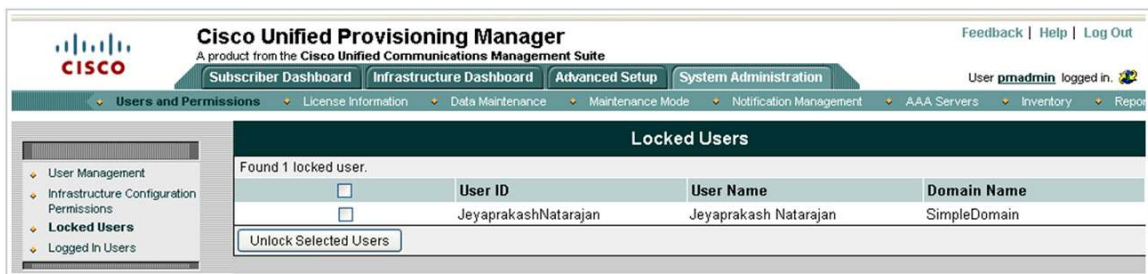 Cisco Unified Provisioning Manager
A product from the Cisco Unified Communications Management Suite
CISCO
Feedback | Help | Log Out
Subscriber Dashboard Infrastructure Dashboard Advanced Setup System Administration
User pmadmin logged in.
Users and Permissions License Information Data Maintenance Maintenance Mode Notification Management AAA Servers Inventory Repor
User Management
Infrastructure Configuration
Permissions
Locked Users
Logged In Users
Locked Users
Found 1 locked user.
User ID User Name Domain Name
JeyaprakashNatarajan Jeyaprakash Natarajan SimpleDomain
Unlock Selected Users